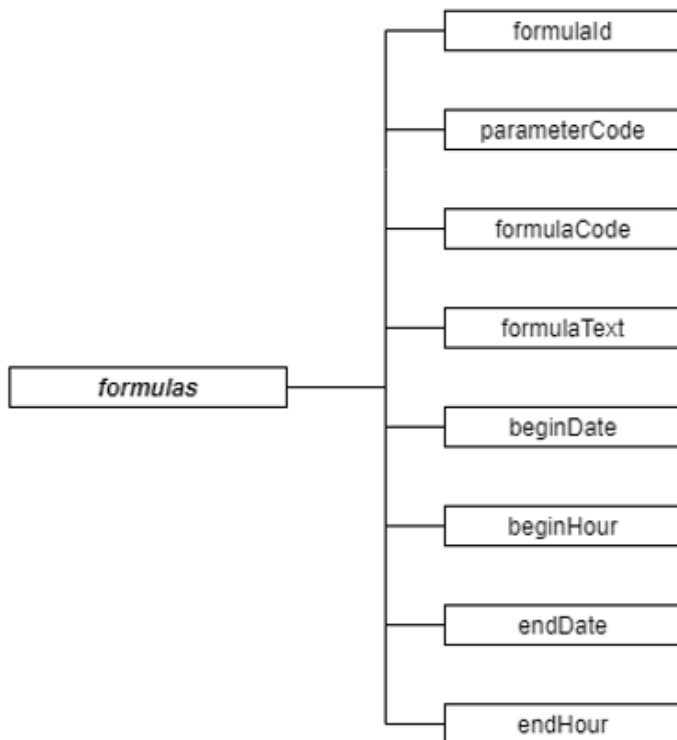 formulaId
parameterCode
formulaCode
formulaText
formulas
beginDate
beginHour
endDate
endHour